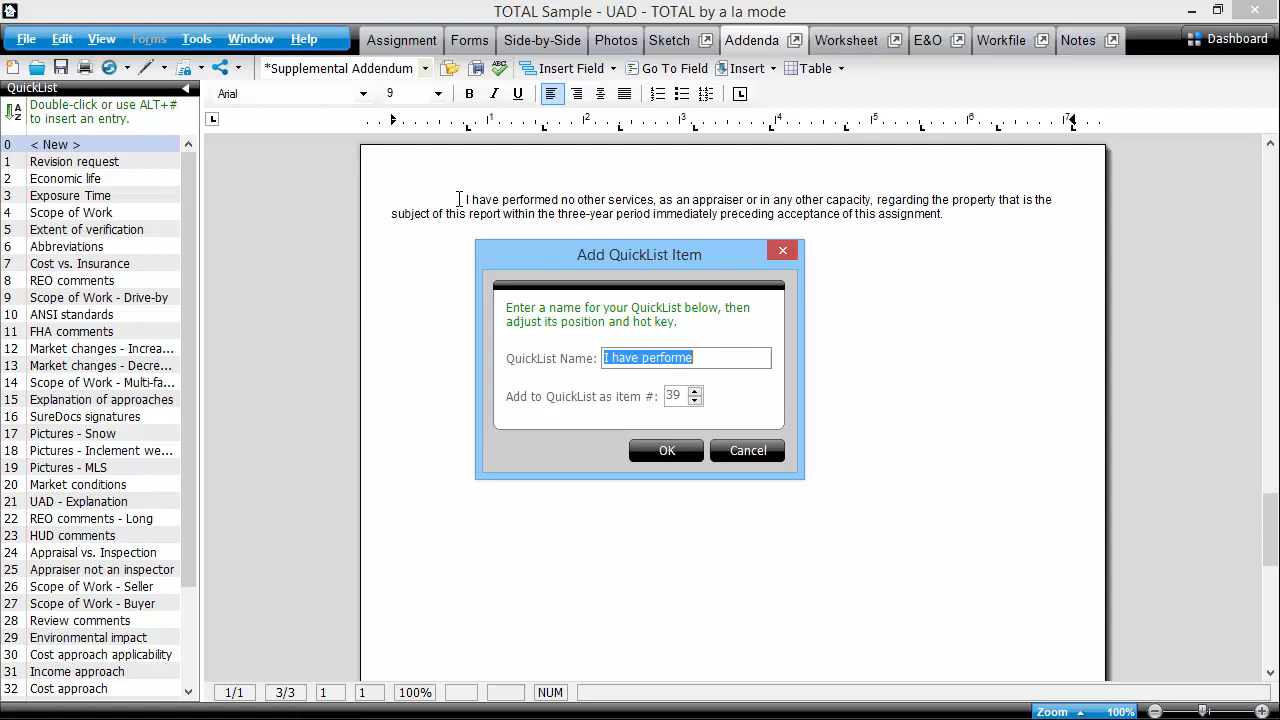 TOTAL Sample - UAD - TOTAL by a la mode
File Edit View Forms Tools Window Help
Assignment Forms Side-by-Side Photos Sketch Addenda Worksheet E&O Workfile Notes Dashboard
*Supplemental Addendum Insert Field Go To Field Insert Table
QuickList
Arial 9 B I U
Double-click or use ALT+#
to insert an entry.
1 2 3 4 5 6 7
0 < New >
1 Revision request
2 Economic life
3 Exposure Time
4 Scope of Work
5 Extent of verification
6 Abbreviations
7 Cost vs. Insurance
8 REO comments
9 Scope of Work - Drive-by
10 ANSI standards
11 FHA comments
12 Market changes - Increa...
13 Market changes - Decre...
14 Scope of Work - Multi-fa...
15 Explanation of approaches
16 SureDocs signatures
17 Pictures - Snow
18 Pictures - Inclement we...
19 Pictures - MLS
20 Market conditions
21 UAD - Explanation
22 REO comments - Long
23 HUD comments
24 Appraisal vs. Inspection
25 Appraiser not an inspector
26 Scope of Work - Seller
27 Scope of Work - Buyer
28 Review comments
29 Environmental impact
30 Cost approach applicability
31 Income approach
32 Cost approach
I have performed no other services, as an appraiser or in any other capacity, regarding the property that is the
subject of this report within the three-year period immediately preceding acceptance of this assignment.
Add QuickList Item
Enter a name for your QuickList below, then
adjust its position and hot key.
QuickList Name: I have performe
Add to QuickList as item #: 39
OK Cancel
1/1 3/3 1 1 100% NUM
Zoom 100%